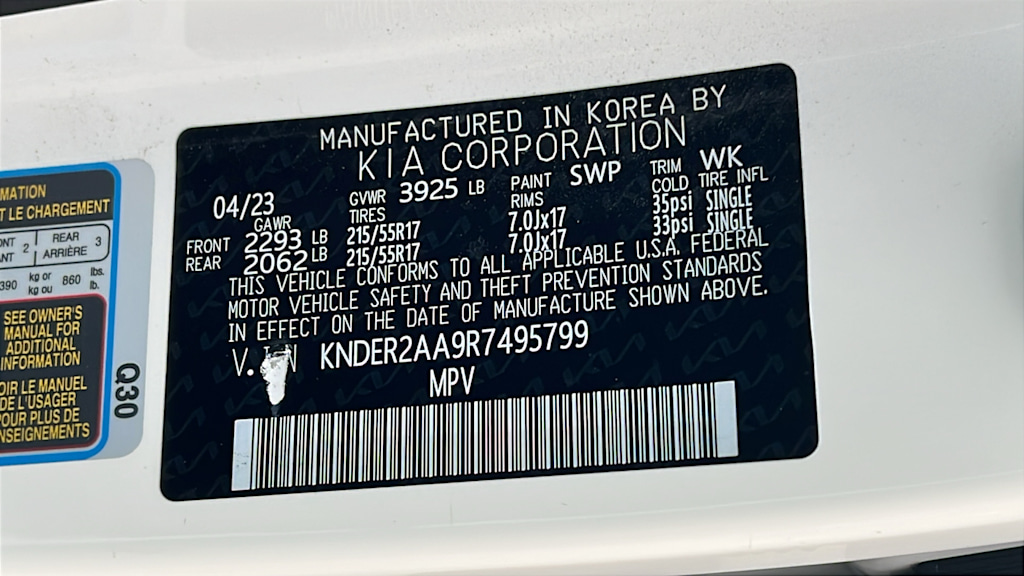 MANUFACTURED IN KOREA BY
KIA CORPORATION
04/23 GVWR 3925 LB PAINT SWP TRIM WK
GAWR TIRES RIMS COLD TIRE INFL
FRONT 2293 LB 215/55R17 7.0Jx17 35psi SINGLE
REAR 2062 LB 215/55R17 7.0Jx17 33psi SINGLE
THIS VEHICLE CONFORMS TO ALL APPLICABLE U.S.A. FEDERAL
MOTOR VEHICLE SAFETY AND THEFT PREVENTION STANDARDS
IN EFFECT ON THE DATE OF MANUFACTURE SHOWN ABOVE.
V.I N KNDER2AA9R7495799
MPV
LE CHARGEMENT
2 REAR 3
ARRIÈRE
390 kg or 860 lbs.
kg ou lb.
SEE OWNER'S
MANUAL FOR
ADDITIONAL
INFORMATION
LE MANUEL
DE L'USAGER
POUR PLUS DE
Q30